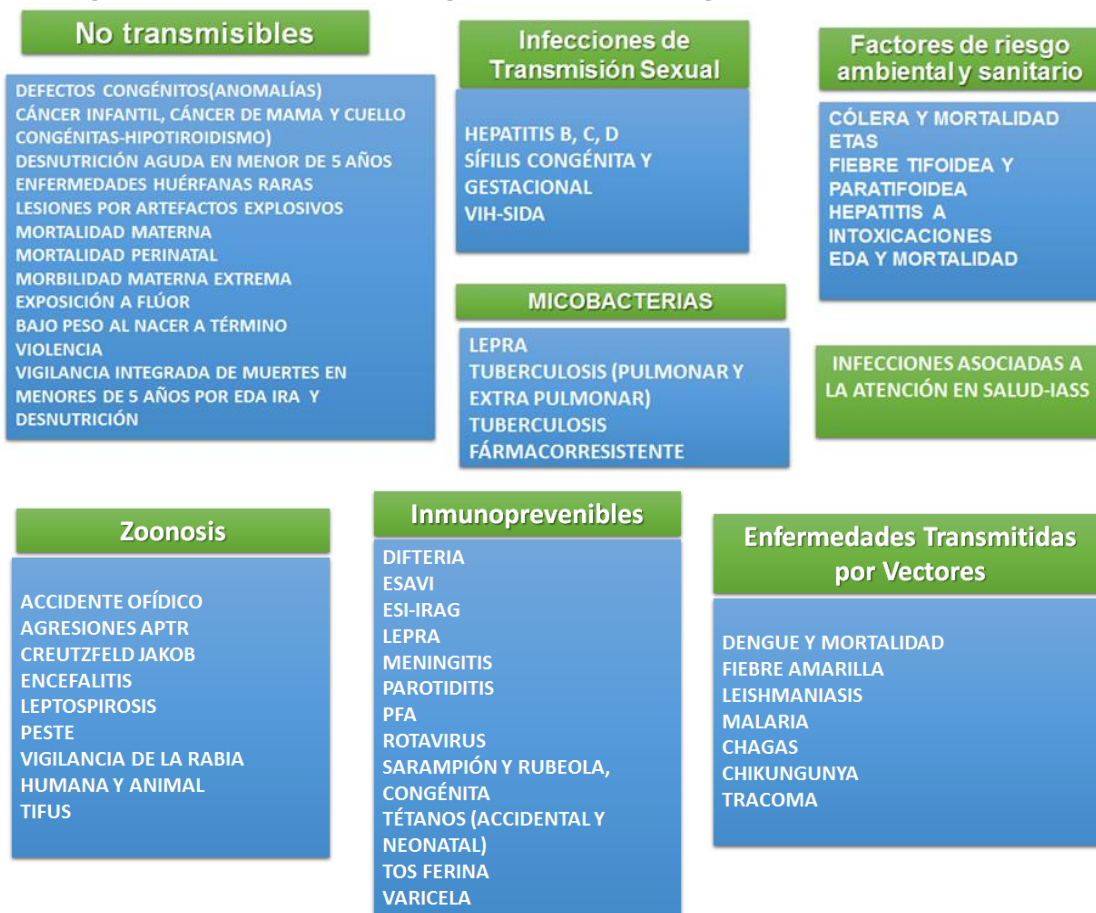 No transmisibles
DEFECTOS CONGÉNITOS(ANOMALÍAS)
CÁNCER INFANTIL, CÁNCER DE MAMA Y CUELLO
CONGÉNITAS-HIPOTIROIDISMO)
DESNUTRICIÓN AGUDA EN MENOR DE 5 AÑOS
ENFERMEDADES HUÉRFANAS RARAS
LESIONES POR ARTEFACTOS EXPLOSIVOS
MORTALIDAD MATERNA
MORTALIDAD PERINATAL
MORBILIDAD MATERNA EXTREMA
EXPOSICIÓN A FLÚOR
BAJO PESO AL NACER A TÉRMINO
VIOLENCIA
VIGILANCIA INTEGRADA DE MUERTES EN
MENORES DE 5 AÑOS POR EDA IRA Y
DESNUTRICIÓN
Infecciones de
Transmisión Sexual
HEPATITIS B, C, D
SÍFILIS CONGÉNITA Y
GESTACIONAL
VIH-SIDA
Factores de riesgo
ambiental y sanitario
CÓLERA Y MORTALIDAD
ETAS
FIEBRE TIFOIDEA Y
PARATIFOIDEA
HEPATITIS A
INTOXICACIONES
EDA Y MORTALIDAD
MICOBACTERIAS
LEPRA
TUBERCULOSIS (PULMONAR Y
EXTRA PULMONAR)
TUBERCULOSIS
FÁRMACORRESISTENTE
INFECCIONES ASOCIADAS A
LA ATENCIÓN EN SALUD-IASS
Zoonosis
ACCIDENTE OFÍDICO
AGRESIONES APTR
CREUTZFELD JAKOB
ENCEFALITIS
LEPTOSPIROSIS
PESTE
VIGILANCIA DE LA RABIA
HUMANA Y ANIMAL
TIFUS
Inmunoprevenibles
DIFTERIA
ESAVI
ESI-IRAG
LEPRA
MENINGITIS
PAROTIDITIS
PFA
ROTAVIRUS
SARAMPIÓN Y RUBEOLA,
CONGÉNITA
TÉTANOS (ACCIDENTAL Y
NEONATAL)
TOS FERINA
VARICELA
Enfermedades Transmitidas
por Vectores
DENGUE Y MORTALIDAD
FIEBRE AMARILLA
LEISHMANIASIS
MALARIA
CHAGAS
CHIKUNGUNYA
TRACOMA